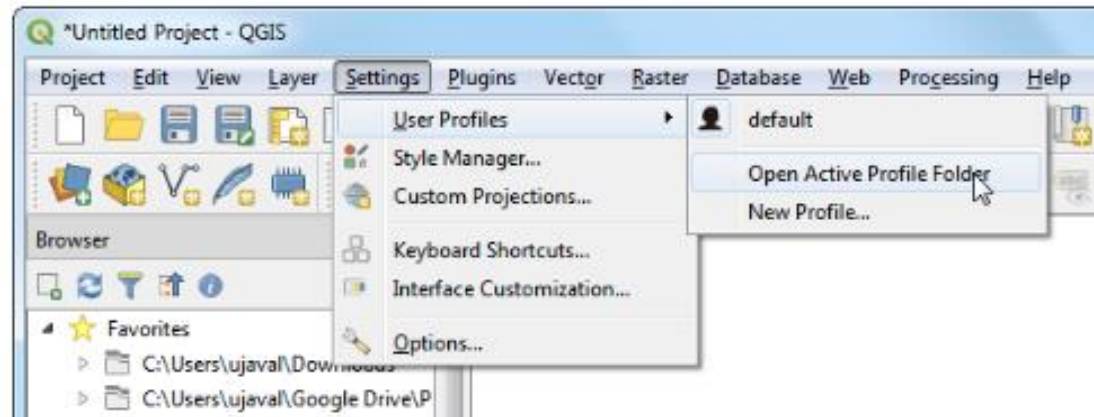 *Untitled Project - QGIS
Project Edit View Layer Settings Plugins Vector Raster Database Web Processing Help
User Profiles
default
Style Manager...
Open Active Profile Folder
Custom Projections...
New Profile...
Browser
Keyboard Shortcuts...
Interface Customization...
Favorites
Options...
C:\Users\ujaval\Downloads
C:\Users\ujaval\Google Drive\P